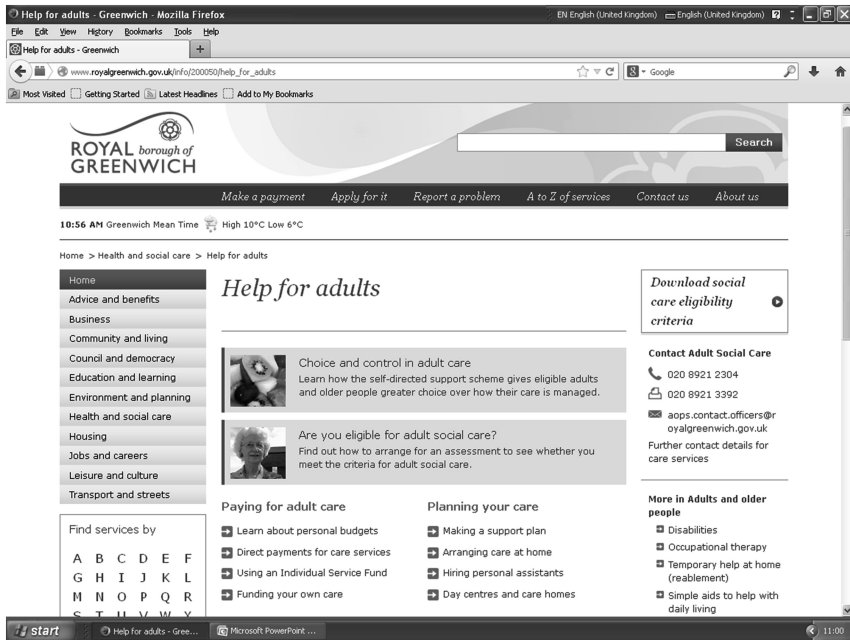 Help for adults - Greenwich - Mozilla Firefox
EN English (United Kingdom) English (United Kingdom)
File Edit View History Bookmarks Tools Help
Help for adults - Greenwich +
www.royalgreenwich.gov.uk/info/200050/help_for_adults
Google
Most Visited Getting Started Latest Headlines Add to My Bookmarks
ROYAL borough of
GREENWICH
Search
Make a payment Apply for it Report a problem A to Z of services Contact us About us
10:56 AM Greenwich Mean Time High 10°C Low 6°C
Home > Health and social care > Help for adults
Home
Advice and benefits
Business
Community and living
Council and democracy
Education and learning
Environment and planning
Health and social care
Housing
Jobs and careers
Leisure and culture
Transport and streets
Find services by
A B C D E F
G H I J K L
M N O P Q R
S T U V W X
Help for adults
Choice and control in adult care
Learn how the self-directed support scheme gives eligible adults
and older people greater choice over how their care is managed.
Are you eligible for adult social care?
Find out how to arrange for an assessment to see whether you
meet the criteria for adult social care.
Paying for adult care
Learn about personal budgets
Direct payments for care services
Using an Individual Service Fund
Funding your own care
Planning your care
Making a support plan
Arranging care at home
Hiring personal assistants
Day centres and care homes
Download social
care eligibility
criteria
Contact Adult Social Care
020 8921 2304
020 8921 3392
aops.contact.officers@r
oyalgreenwich.gov.uk
Further contact details for
care services
More in Adults and older
people
Disabilities
Occupational therapy
Temporary help at home
(reablement)
Simple aids to help with
daily living
start Help for adults - Gree... Microsoft PowerPoint ... 11:00